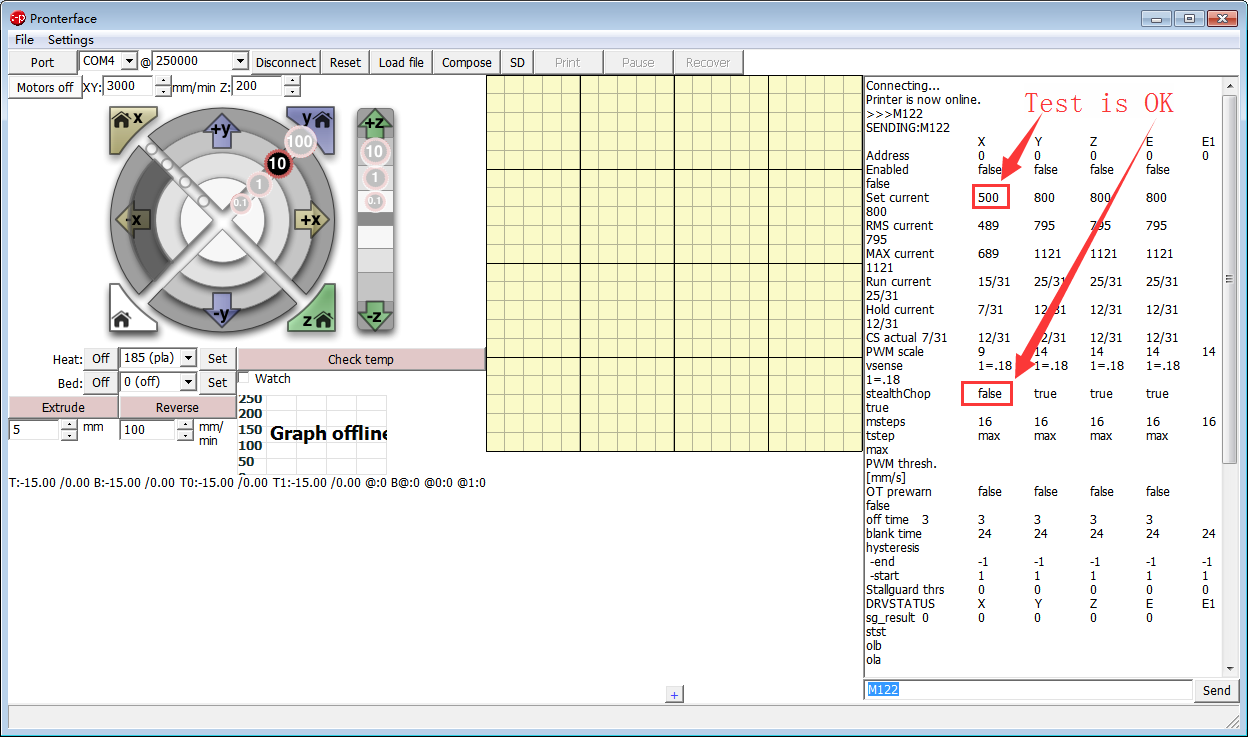 Pronterface
File Settings
Port COM4 @ 250000 Disconnect Reset Load file Compose SD Print Pause Recover
Motors off XY: 3000 mm/min Z: 200
x
y
+y
100
10
1
0.1
-x
+x
-y
z
+z
10
1
0.1
-z
Heat: Off 185 (pla) Set Check temp
Bed: Off 0 (off) Set Watch
Extrude Reverse
5 mm 100 mm/
min
250
200
150
100
50
Graph offline
T:-15.00 /0.00 B:-15.00 /0.00 T0:-15.00 /0.00 T1:-15.00 /0.00 @:0 B@:0 @0:0 @1:0
+
Test is OK
Connecting...
Printer is now online.
>>>M122
SENDING:M122
X Y Z E E1
Address 0 0 0 0 0
Enabled false false false false
false
Set current 500 800 800 800
800
RMS current 489 795 795 795
795
MAX current 689 1121 1121 1121
1121
Run current 15/31 25/31 25/31 25/31
25/31
Hold current 7/31 12/31 12/31 12/31
12/31
CS actual 7/31 12/31 12/31 12/31 12/31
PWM scale 9 14 14 14 14
vsense 1=.18 1=.18 1=.18 1=.18
1=.18
stealthChop false true true true
true
msteps 16 16 16 16 16
tstep max max max max
max
PWM thresh.
[mm/s]
OT prewarn false false false false
false
off time 3 3 3 3 3
blank time 24 24 24 24 24
hysteresis
-end -1 -1 -1 -1 -1
-start 1 1 1 1 1
Stallguard thrs 0 0 0 0 0
DRVSTATUS X Y Z E E1
sg_result 0 0 0 0 0
stst
olb
ola
M122 Send